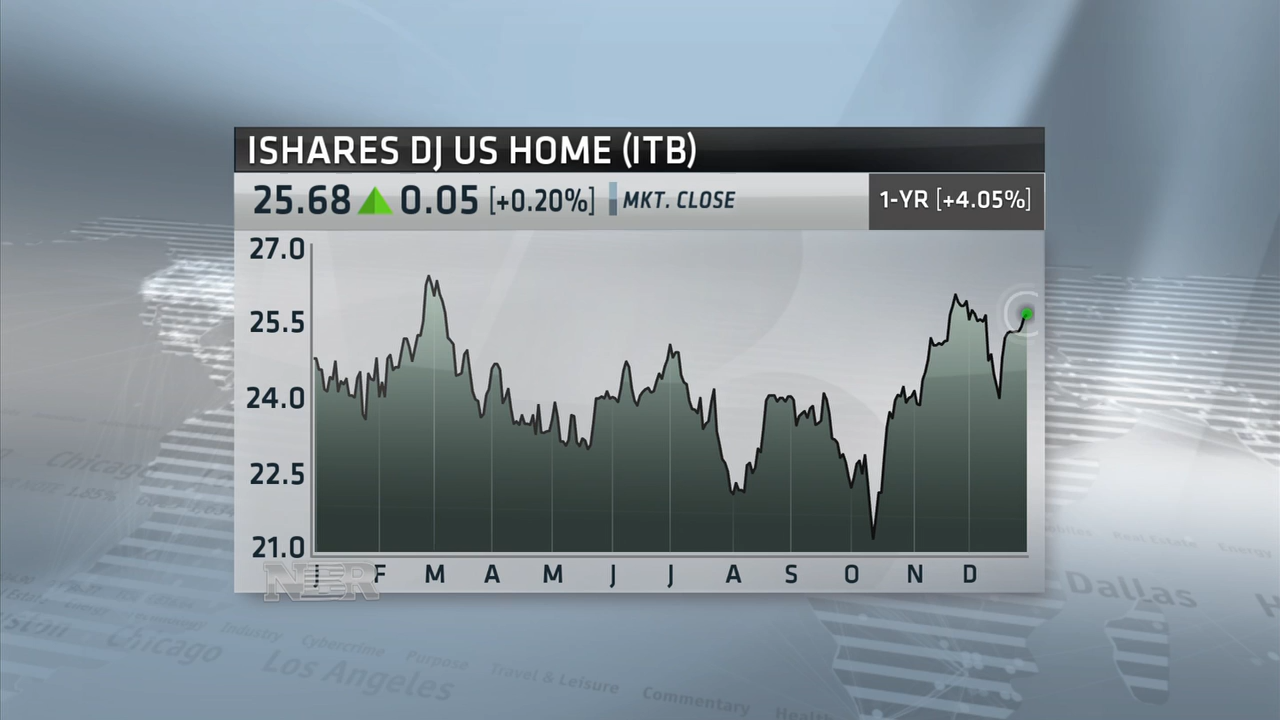 ISHARES DJ US HOME (ITB)
25.68 0.05 [+0.20%] MKT. CLOSE 1-YR [+4.05%]
27.0
25.5
24.0
22.5
21.0
J F M A M J J A S O N D
NBR
Chicago
1.85%
Real Estate
Energy
Dallas
Chicago
Industry
Cybercrime
Purpose
Los Angeles
Travel & Leisure
Commentary